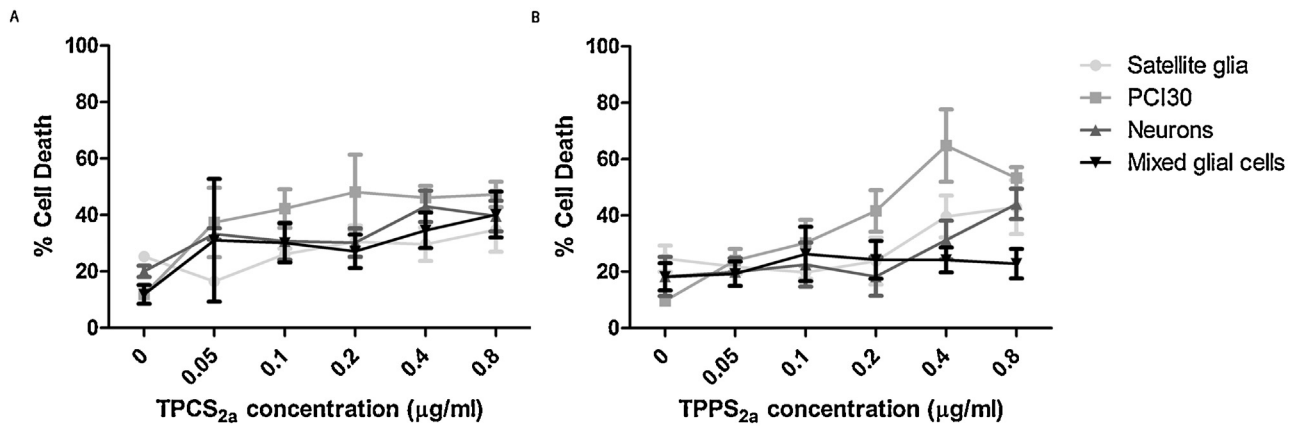 A
B
100
80
60
40
20
0
% Cell Death
0
0.05
0.1
0.2
0.4
0.8
TPCS2a concentration (μg/ml)
100
80
60
40
20
0
% Cell Death
0
0.05
0.1
0.2
0.4
0.8
TPPS2a concentration (μg/ml)
Satellite glia
PCI30
Neurons
Mixed glial cells